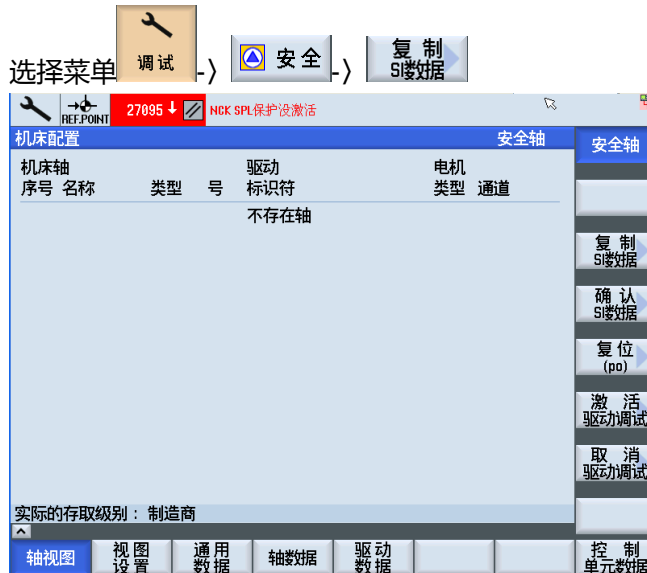 选择菜单 调试 -〉 安全 -〉 复制 SI数据
REF.POINT 27095 NCK SPL保护没激活
机床配置 安全轴
机床轴 驱动 电机
序号 名称 类型 号 标识符 类型 通道
不存在轴
实际的存取级别： 制造商
安全轴
复制
SI数据
确认
SI数据
复位
(po)
激活
驱动调试
取消
驱动调试
轴视图 视图设置 通用数据 轴数据 驱动数据 控制单元数据